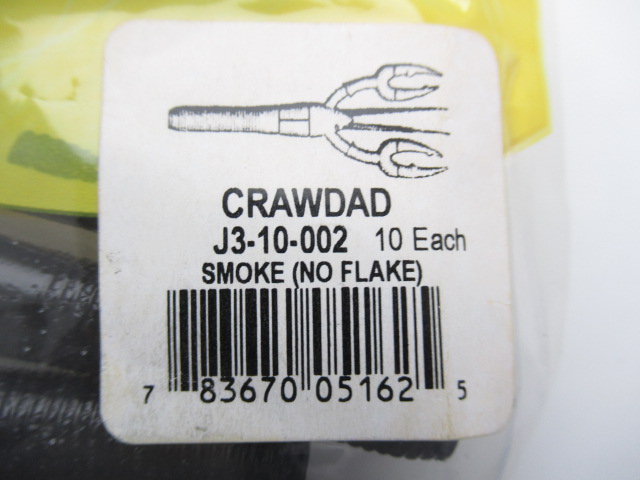 CRAWDAD
J3-10-002 10 Each
SMOKE (NO FLAKE)
7 83670 05162 5